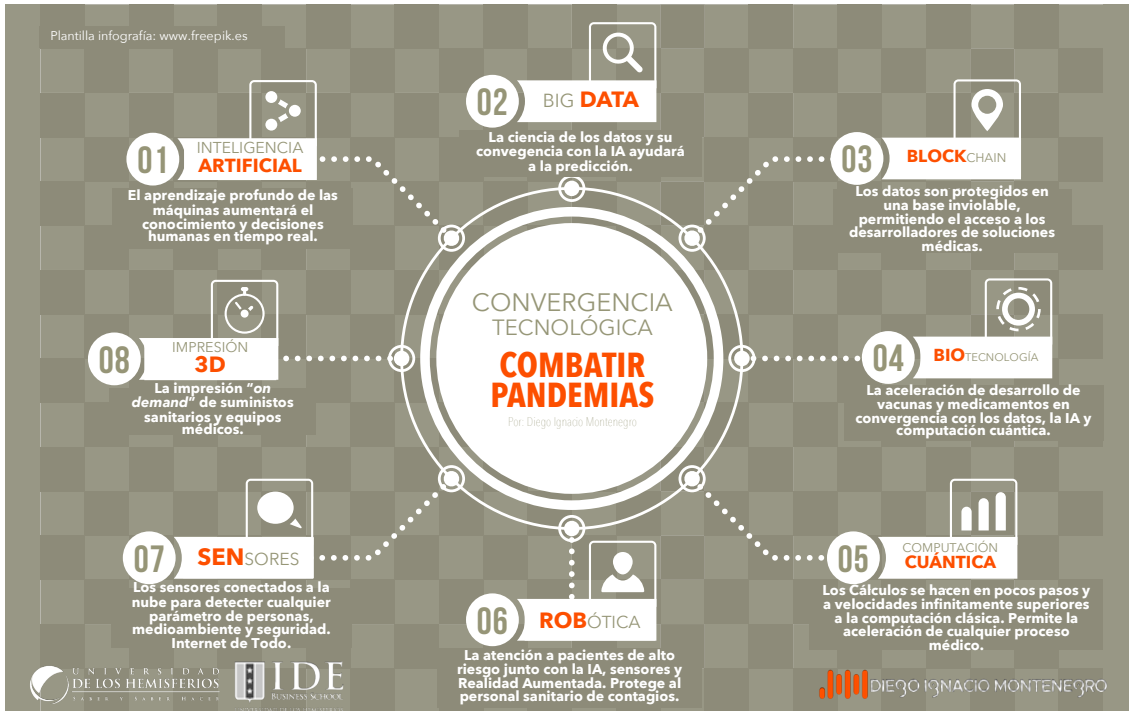 Plantilla infografía: www.freepik.es
01
INTELIGENCIA
ARTIFICIAL
El aprendizaje profundo de las
máquinas aumentará el
conocimiento y decisiones
humanas en tiempo real.
02
BIG DATA
La ciencia de los datos y su
convegencia con la IA ayudará
a la predicción.
03
BLOCKCHAIN
Los datos son protegidos en
una base inviolable,
permitiendo el acceso a los
desarrolladores de soluciones
médicas.
CONVERGENCIA
TECNOLÓGICA
COMBATIR
PANDEMIAS
Por: Diego Ignacio Montenegro
08
IMPRESIÓN
3D
La impresión “on
demand” de suministos
sanitarios y equipos
médicos.
04
BIOTECNOLOGÍA
La aceleración de desarrollo de
vacunas y medicamentos en
convergencia con los datos, la IA y
computación cuántica.
07
SENSORES
Los sensores conectados a la
nube para detecter cualquier
parámetro de personas,
medioambiente y seguridad.
Internet de Todo.
06
ROBÓTICA
La atención a pacientes de alto
riesgo junto con la IA, sensores y
Realidad Aumentada. Protege al
personal sanitario de contagios.
05
COMPUTACIÓN
CUÁNTICA
Los Cálculos se hacen en pocos pasos y
a velocidades infinitamente superiores
a la computación clásica. Permite la
aceleración de cualquier proceso
médico.
UNIVERSIDAD
DE LOS HEMISFERIOS
SABER Y SABER HACER
IDE
BUSINESS SCHOOL
DIEGO IGNACIO MONTENEGRO